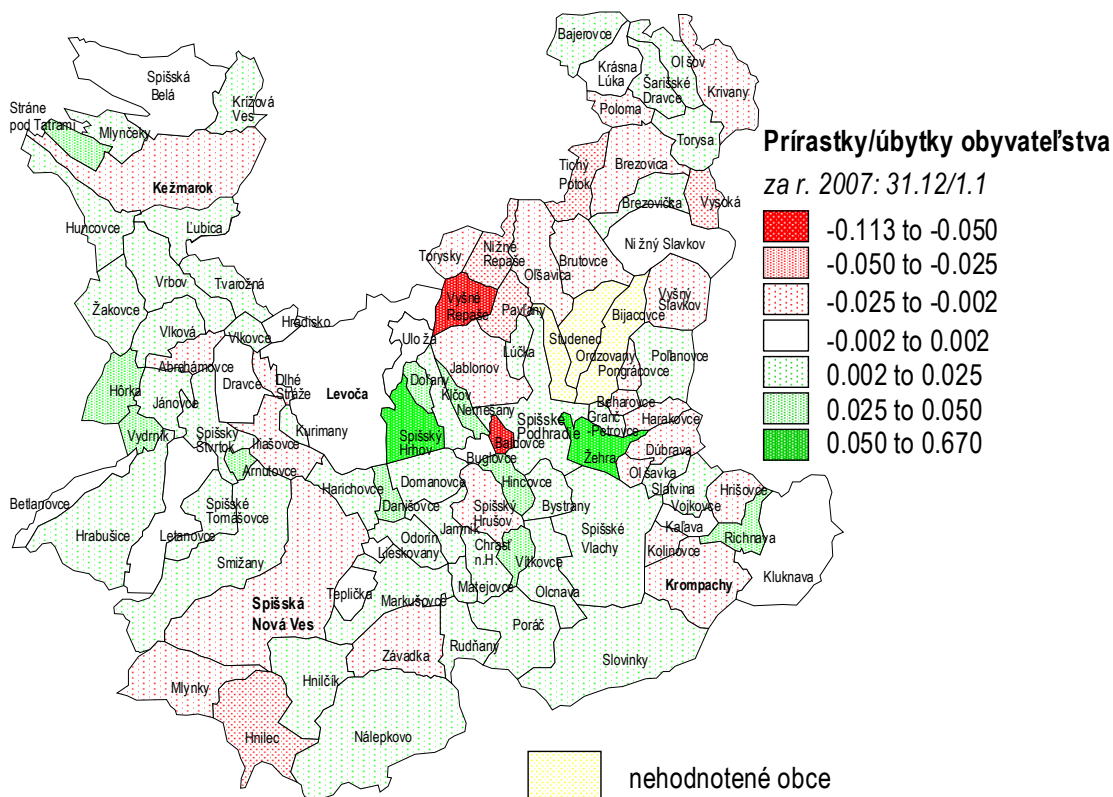 Prírastky/úbytky obyvateľstva
za r. 2007: 31.12/1.1
-0.113 to -0.050
-0.050 to -0.025
-0.025 to -0.002
-0.002 to 0.002
0.002 to 0.025
0.025 to 0.050
0.050 to 0.670
nehodnotené obce
Bajerovce
Krásna
Lúka
Oľšov
Šarišské
Dravce
Krivany
Poloma
Torysa
Spišská
Belá
Krížová
Ves
Stráne
pod Tatrami
Mlynčeky
Kežmarok
Tichý
Potok
Brezovica
Brezovička
Vysoká
Huncovce
Ľubica
Nižný Slavkov
Torysky
Nižné
Repaše
Oľšavica
Brutovce
Vrbov
Tvarožná
Vyšný
Slavkov
Žakovce
Vyšné
Repaše
Pavľany
Bijacovce
Hradisko
Vlková
Vlkovce
Uloža
Studenec
Lúčka
Ordzovany
Poľanovce
Abrahámovce
Jablonov
Pongrácovce
Hôrka
Dravce
Dlhé
Stráže
Levoča
Doľany
Klčov
Jánovce
Nemešany
Beharovce
Spišské
Podhradie
Granč
-Petrovce
Harakovce
Vydrník
Spišský
Štvrtok
Iliašovce
Kurimany
Spišský
Hrhov
Baldovce
Buglovce
Žehra
Dúbrava
Arnutovce
Harichovce
Domanovce
Hincovce
Oľšavka
Betlanovce
Spišské
Tomášovce
Danišovce
Spišský
Hrušov
Bystrany
Slatvina
Vojkovce
Hrišovce
Hrabušice
Letanovce
Odorín
Jamník
Spišské
Vlachy
Kaľava
Richnava
Lieskovany
Chrasť
n.H.
Vítkovce
Kolinovce
Smižany
Kluknava
Teplička
Matejovce
Olcnava
Krompachy
Spišská
Nová Ves
Markušovce
Poráč
Rudňany
Závadka
Slovinky
Mlynky
Hnilčík
Hnilec
Nálepkovo